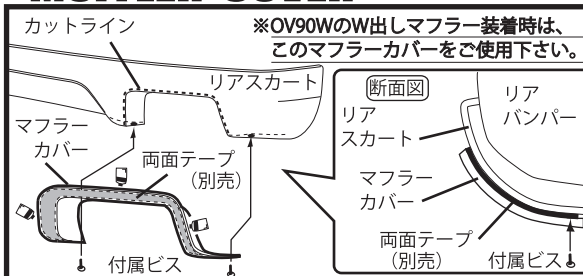 カットライン
※OV90WのW出しマフラー装着時は、
このマフラーカバーをご使用下さい。
リアスカート
マフラー
カバー
両面テープ
(別売)
付属ビス
断面図
リア
バンパー
リア
スカート
マフラー
カバー
両面テープ
(別売)
付属ビス